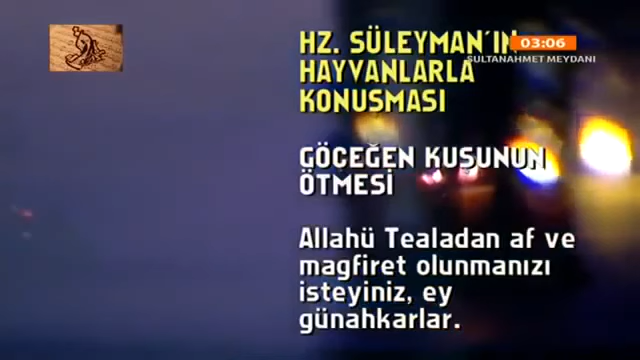 HZ. SÜLEYMAN'IN
HAYVANLARLA
KONUSMASI
03:06
SULTANAHMET MEYDANI
GÖÇEĞEN KUSUNUN
ÖTMESİ
Allahü Tealadan af ve
magfiret olunmanızı
isteyiniz, ey
günahkarlar.